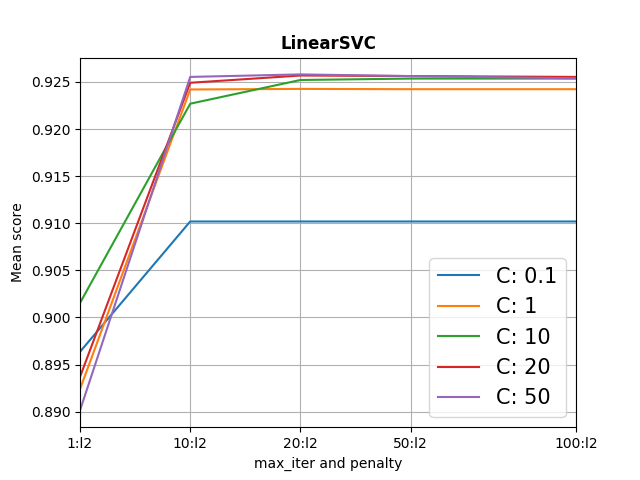 LinearSVC
Mean score
0.925
0.920
0.915
0.910
0.905
0.900
0.895
0.890
C: 0.1
C: 1
C: 10
C: 20
C: 50
1:l2
10:l2
20:l2
50:l2
100:l2
max_iter and penalty